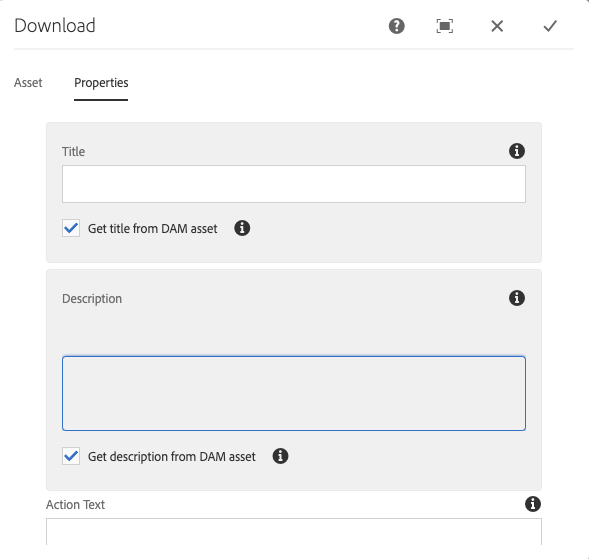 Download
Asset
Properties
Title
Get title from DAM asset
Description
Get description from DAM asset
Action Text